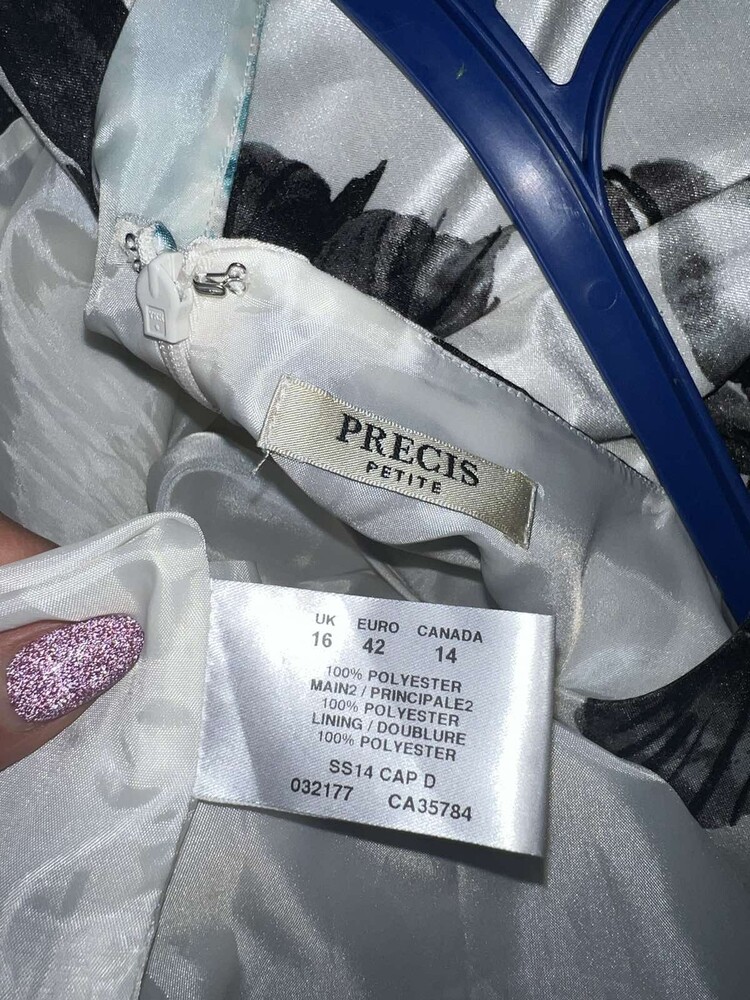 PRECIS
PETITE
UK EURO CANADA
16 42 14
100% POLYESTER
MAIN2 / PRINCIPALE2
100% POLYESTER
LINING / DOUBLURE
100% POLYESTER
SS14 CAP D
032177 CA35784